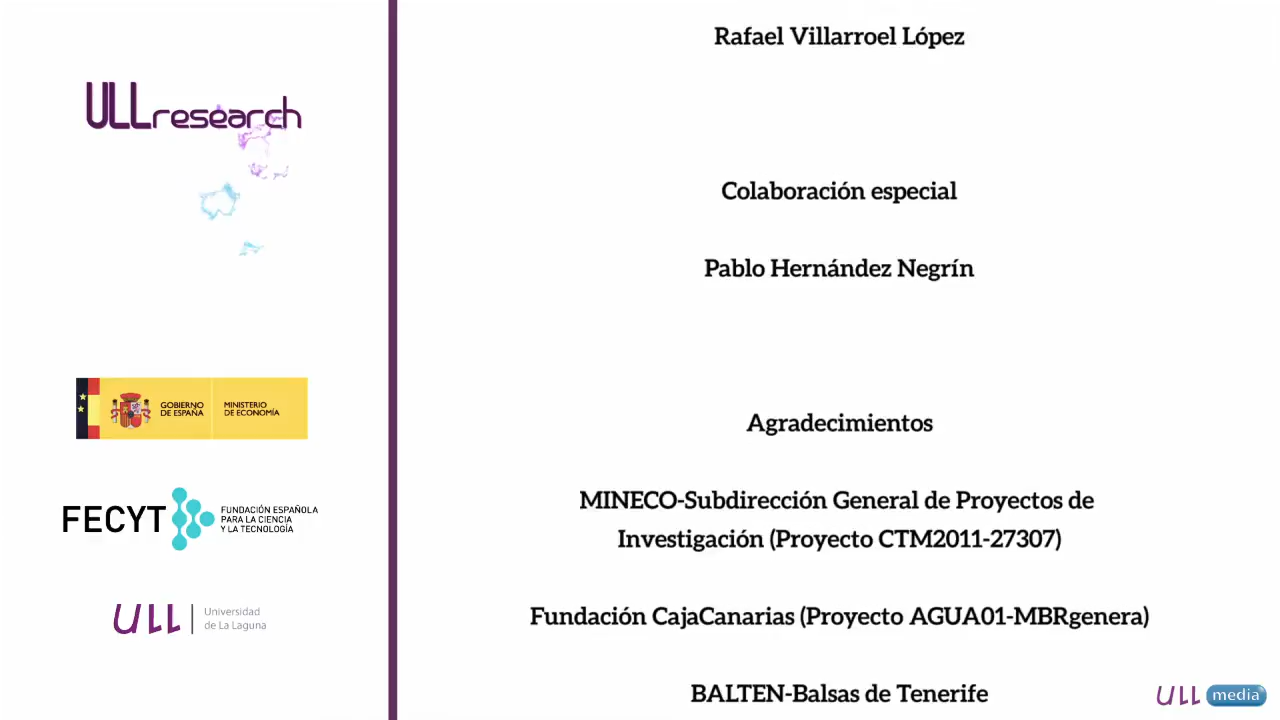 ULLresearch
GOBIERNO
DE ESPAÑA
MINISTERIO
DE ECONOMÍA
FECYT
FUNDACIÓN ESPAÑOLA
PARA LA CIENCIA
Y LA TECNOLOGÍA
ULL
Universidad
de La Laguna
Rafael Villarroel López
Colaboración especial
Pablo Hernández Negrín
Agradecimientos
MINECO-Subdirección General de Proyectos de
Investigación (Proyecto CTM2011-27307)
Fundación CajaCanarias (Proyecto AGUA01-MBRgenera)
BALTEN-Balsas de Tenerife
ULL media